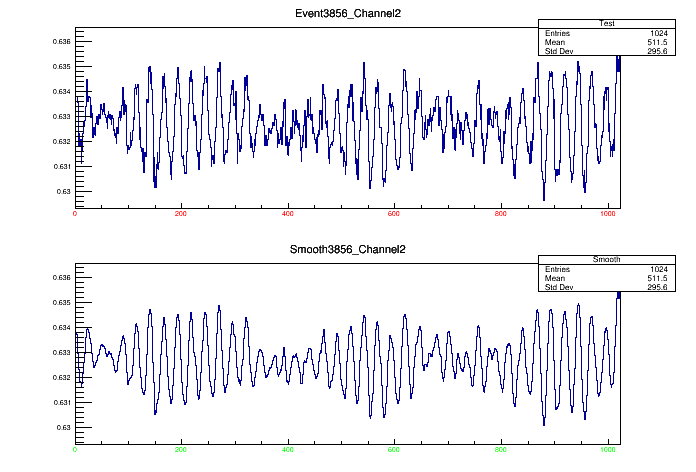 Event3856_Channel2
Test
Entries 1024
Mean 511.5
Std Dev 295.6
0.636
0.635
0.634
0.633
0.632
0.631
0.63
0 200 400 600 800 1000
Smooth3856_Channel2
Smooth
Entries 1024
Mean 511.5
Std Dev 295.6
0.636
0.635
0.634
0.633
0.632
0.631
0.63
0 200 400 600 800 1000